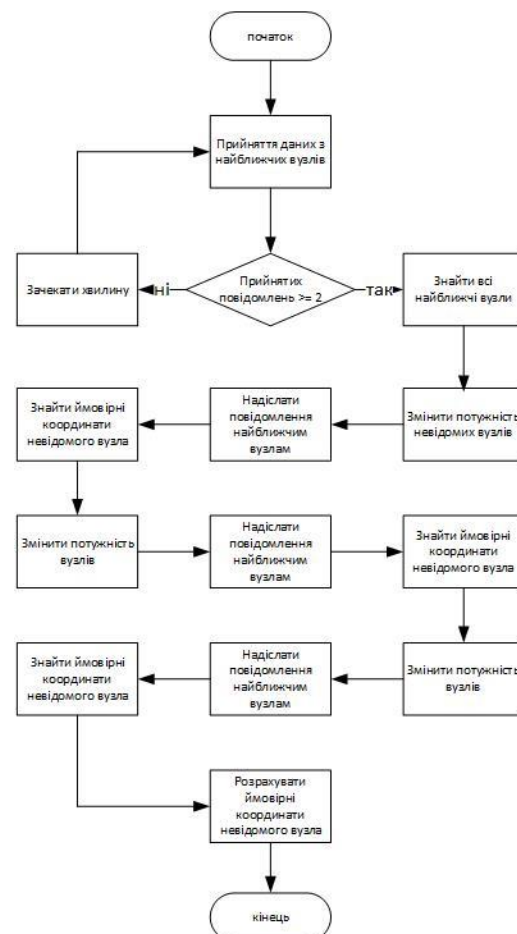 початок
Прийняття даних з
найближчих вузлів
Зачекати хвилину
ні
Прийнятих
повідомлень >= 2
так
Знайти всі
найближчі вузли
Знайти ймовірні
координати
невідомого вузла
Надіслати
повідомлення
найближчим
вузлам
Змінити потужність
невідомих вузлів
Змінити потужність
вузлів
Надіслати
повідомлення
найближчим
вузлам
Знайти ймовірні
координати
невідомого вузла
Знайти ймовірні
координати
невідомого вузла
Надіслати
повідомлення
найближчим
вузлам
Змінити потужність
вузлів
Розрахувати
ймовірні
координати
невідомого вузла
кінець